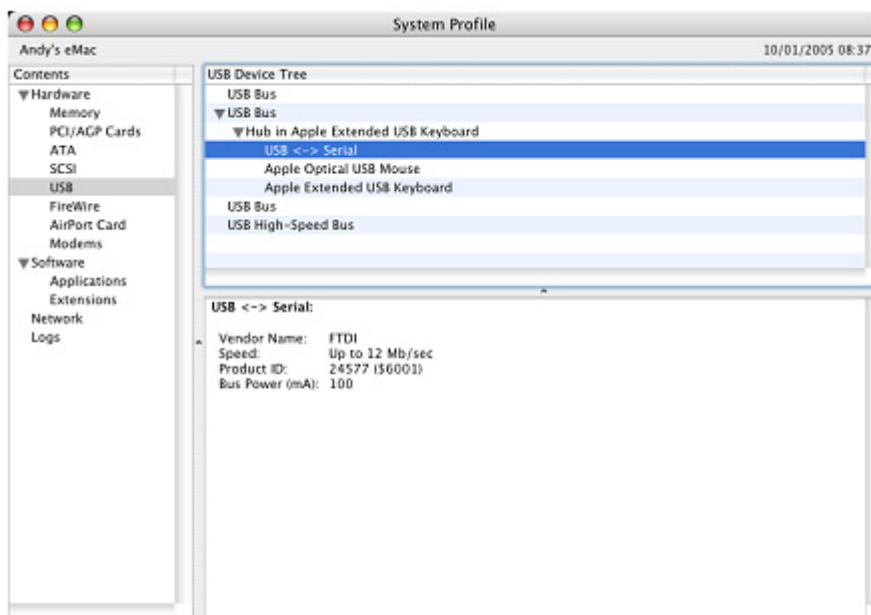 System Profile
Andy's eMac
10/01/2005 08:37
Contents
Hardware
Memory
PCI/AGP Cards
ATA
SCSI
USB
FireWire
AirPort Card
Modems
Software
Applications
Extensions
Network
Logs
USB Device Tree
USB Bus
USB Bus
Hub in Apple Extended USB Keyboard
USB <-> Serial
Apple Optical USB Mouse
Apple Extended USB Keyboard
USB Bus
USB High-Speed Bus
USB <-> Serial:
Vendor Name: FTDI
Speed: Up to 12 Mb/sec
Product ID: 24577 ($6001)
Bus Power (mA): 100